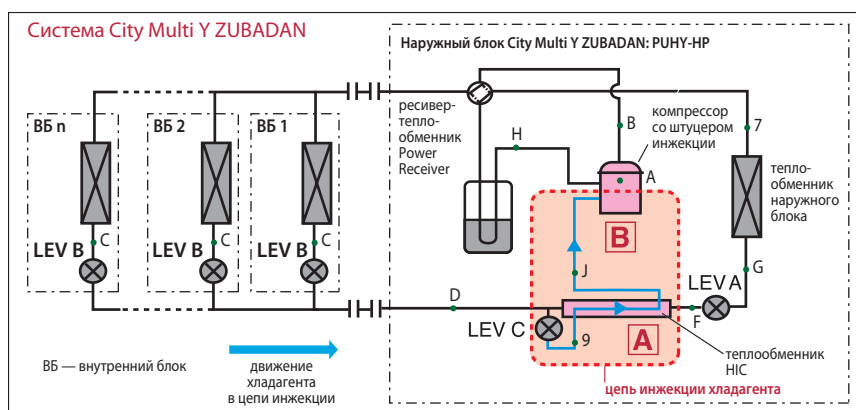 Система City Multi Y ZUBADAN
Наружный блок City Multi Y ZUBADAN: PUHY-HP
ВБ n
ВБ 2
ВБ 1
LEV B
C
LEV B
C
LEV B
C
ресивер-
тепло-
обменник
Power
Receiver
H
B
компрессор
со штуцером
инжекции
A
7
тепло-
обменник
наружного
блока
B
J
G
LEV A
D
F
LEV C
9
A
теплообменник
HIC
ВБ — внутренний блок
движение
хладагента
в цепи инжекции
цепь инжекции хладагента